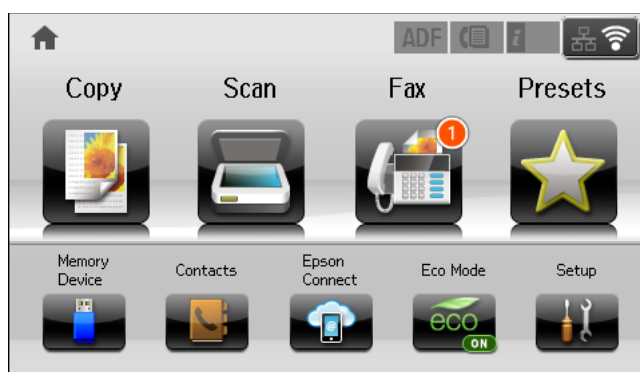 ADF i
Copy Scan Fax Presets
1
Memory Device Contacts Epson Connect Eco Mode Setup
@ eco
ON